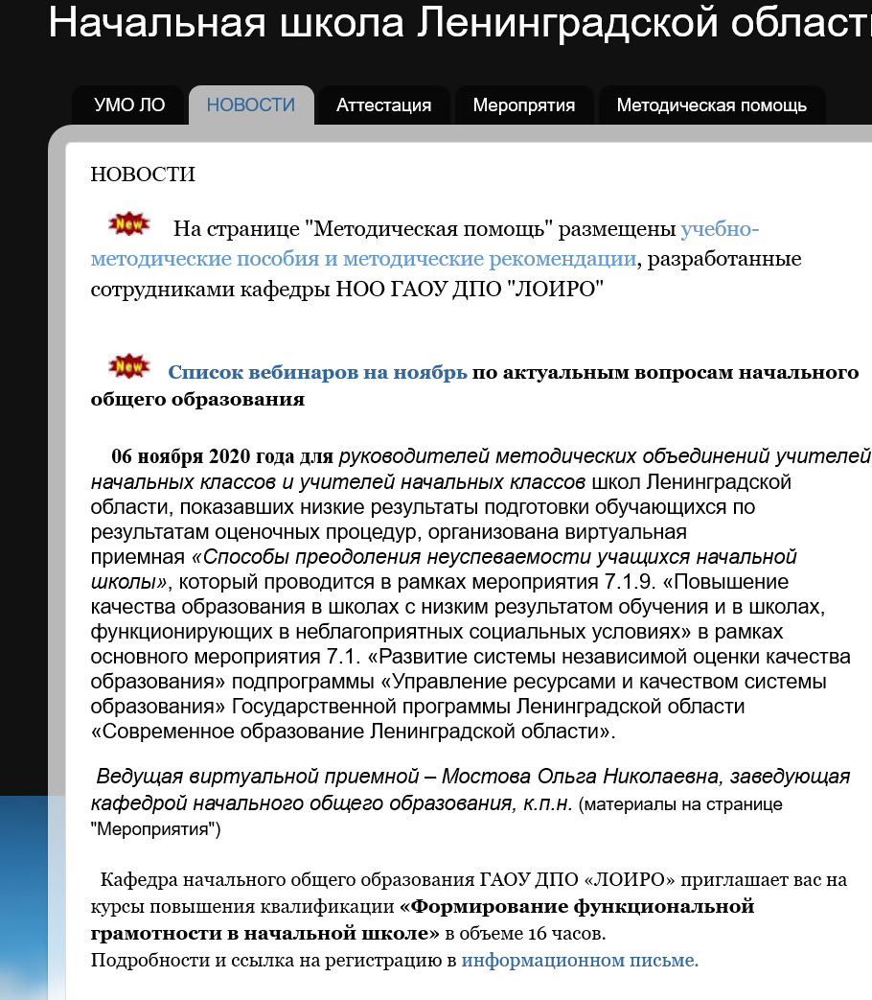 Начальная школа Ленинградской област
УМО ЛО НОВОСТИ Аттестация Меропрятия Методическая помощь
НОВОСТИ
New На странице "Методическая помощь" размещены учебно-
методические пособия и методические рекомендации, разработанные
сотрудниками кафедры НОО ГАОУ ДПО "ЛОИРО"
New Список вебинаров на ноябрь по актуальным вопросам начального
общего образования
06 ноября 2020 года для руководителей методических объединений учителей
начальных классов и учителей начальных классов школ Ленинградской
области, показавших низкие результаты подготовки обучающихся по
результатам оценочных процедур, организована виртуальная
приемная «Способы преодоления неуспеваемости учащихся начальной
школы», который проводится в рамках мероприятия 7.1.9. «Повышение
качества образования в школах с низким результатом обучения и в школах,
функционирующих в неблагоприятных социальных условиях» в рамках
основного мероприятия 7.1. «Развитие системы независимой оценки качества
образования» подпрограммы «Управление ресурсами и качеством системы
образования» Государственной программы Ленинградской области
«Современное образование Ленинградской области».
Ведущая виртуальной приемной – Мостова Ольга Николаевна, заведующая
кафедрой начального общего образования, к.п.н. (материалы на странице
"Мероприятия")
Кафедра начального общего образования ГАОУ ДПО «ЛОИРО» приглашает вас на
курсы повышения квалификации «Формирование функциональной
грамотности в начальной школе» в объеме 16 часов.
Подробности и ссылка на регистрацию в информационном письме.